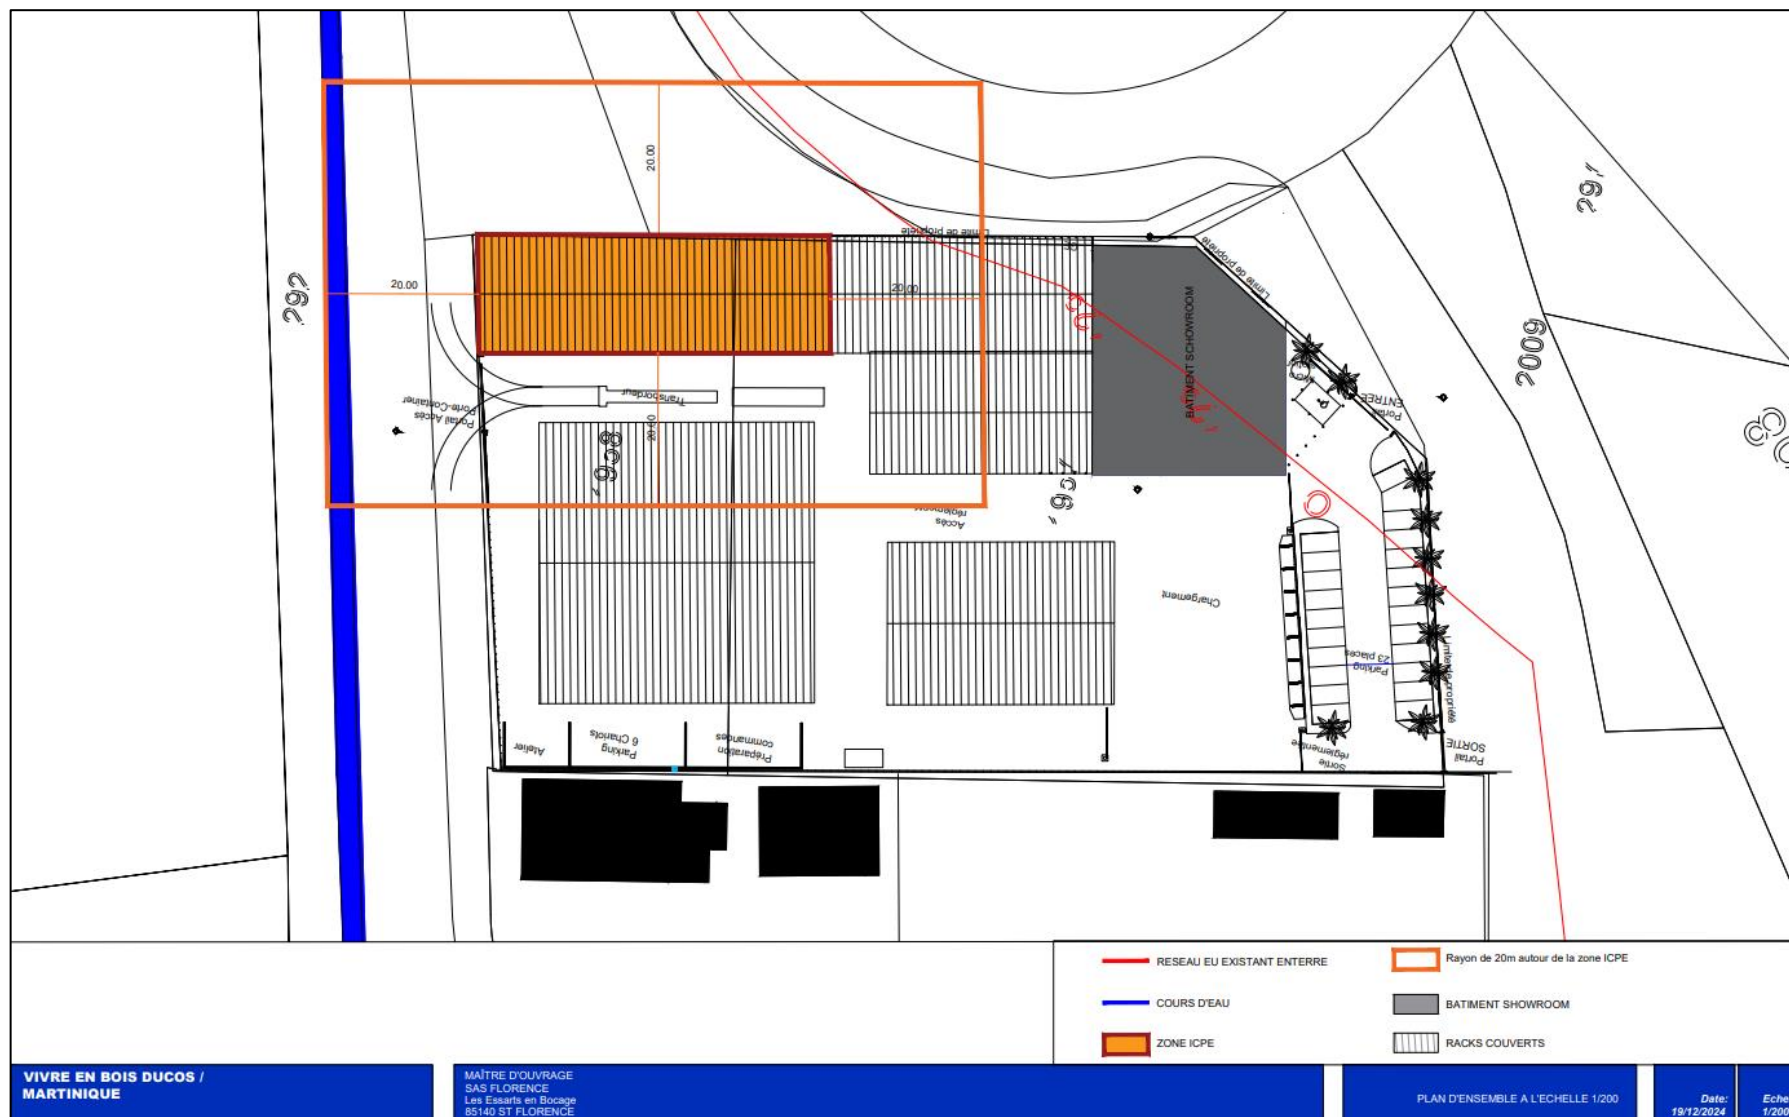 20.00
Limite de propriété
Limite de propriété
291
292
20.00
20.00
2009
BATIMENT SCHOWROOM
Transbordeur
Portail Accès
Porte-Container
Portail
ENTREE
20.00
1938
1937
Accès
Chargement
Parking
23 places
Limite de propriété
Atelier
Parking
6 Chariots
Préparation
commandes
Sortie
réglementée
Portail
SORTIE
RESEAU EU EXISTANT ENTERRE
Rayon de 20m autour de la zone ICPE
COURS D'EAU
BATIMENT SHOWROOM
ZONE ICPE
RACKS COUVERTS
VIVRE EN BOIS DUCOS /
MARTINIQUE
MAÎTRE D'OUVRAGE
SAS FLORENCE
Les Essarts en Bocage
85140 ST FLORENCE
PLAN D'ENSEMBLE A L'ECHELLE 1/200
Date:
19/12/2024
1/200